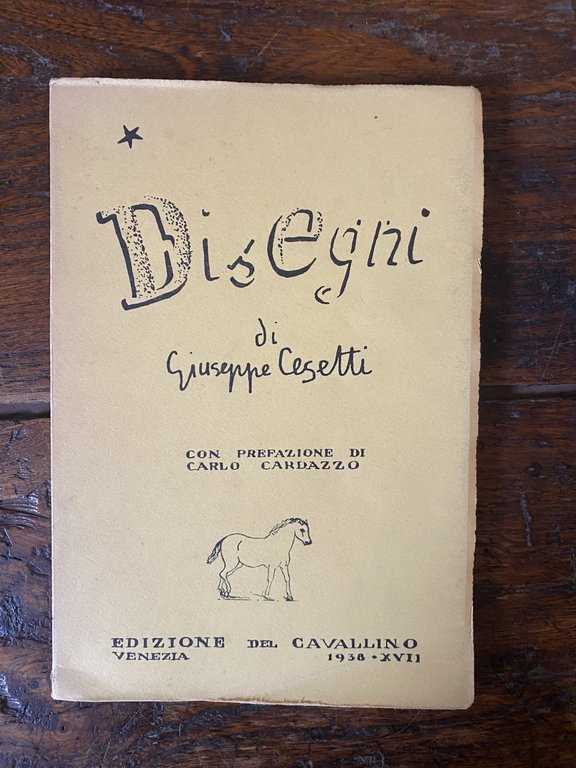 Disegni
di
Giuseppe Cesetti
CON PREFAZIONE DI
CARLO CARDAZZO
EDIZIONE DEL CAVALLINO
VENEZIA 1938 · XVII